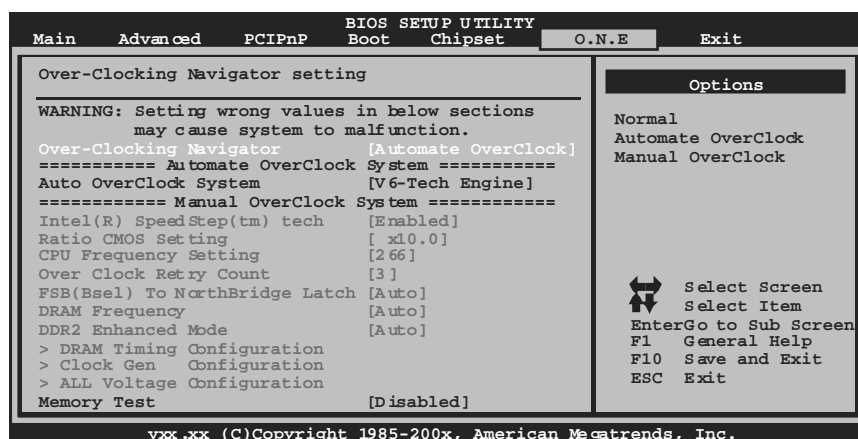 BIOS SETUP UTILITY
Main Advanced PCIPnP Boot Chipset O.N.E Exit
Over-Clocking Navigator setting
WARNING: Setting wrong values in below sections
may cause system to malfunction.
Over-Clocking Navigator [Automate OverClock]
=========== Automate OverClock System ===========
Auto OverClock System [V6-Tech Engine]
============ Manual OverClock System ============
Intel(R) SpeedStep(tm) tech [Enabled]
Ratio CMOS Setting [ x10.0]
CPU Frequency Setting [266]
Over Clock Retry Count [3]
FSB(Bsel) To NorthBridge Latch [Auto]
DRAM Frequency [Auto]
DDR2 Enhanced Mode [Auto]
> DRAM Timing Configuration
> Clock Gen Configuration
> ALL Voltage Configuration
Memory Test [Disabled]
Options
Normal
Automate OverClock
Manual OverClock
Select Screen
Select Item
EnterGo to Sub Screen
F1 General Help
F10 Save and Exit
ESC Exit
vxx.xx (C)Copyright 1985-200x, American Megatrends, Inc.